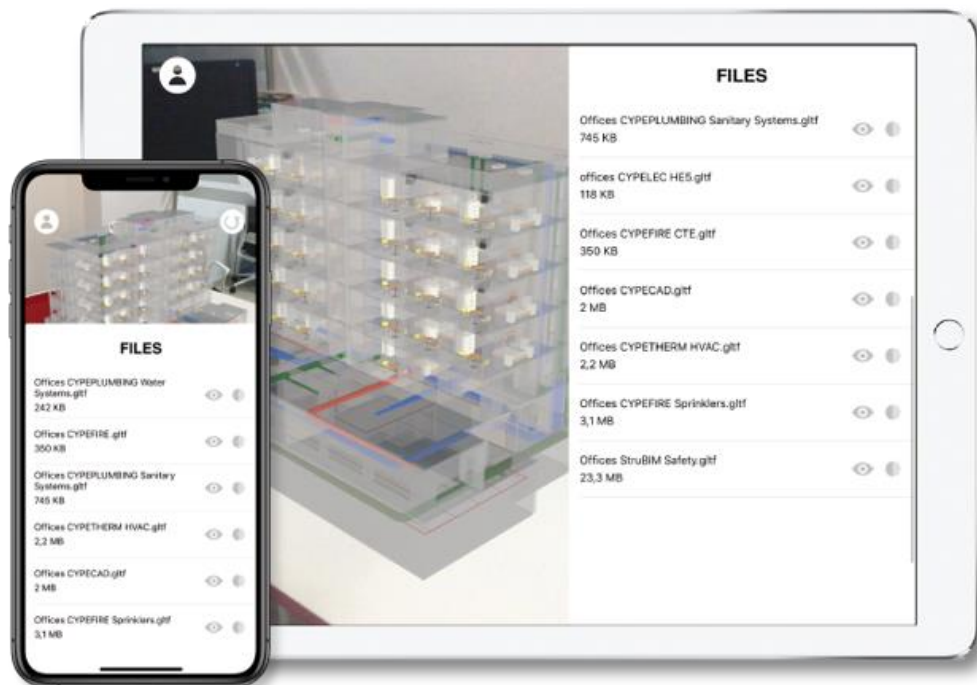 FILES
Offices CYPEPLUMBING Sanitary Systems.gltf
745 KB
offices CYPELEC HE5.gltf
118 KB
Offices CYPEFIRE CTE.gltf
350 KB
Offices CYPECAD.gltf
2 MB
Offices CYPETHERM HVAC.gltf
2,2 MB
Offices CYPEFIRE Sprinklers.gltf
3,1 MB
Offices StruBIM Safety.gltf
23,3 MB
FILES
Offices CYPEPLUMBING Water
Systems.gltf
242 KB
Offices CYPEFIRE.gltf
350 KB
Offices CYPEPLUMBING Sanitary
Systems.gltf
745 KB
Offices CYPETHERM HVAC.gltf
2,2 MB
Offices CYPECAD.gltf
2 MB
Offices CYPEFIRE Sprinklers.gltf
3,1 MB